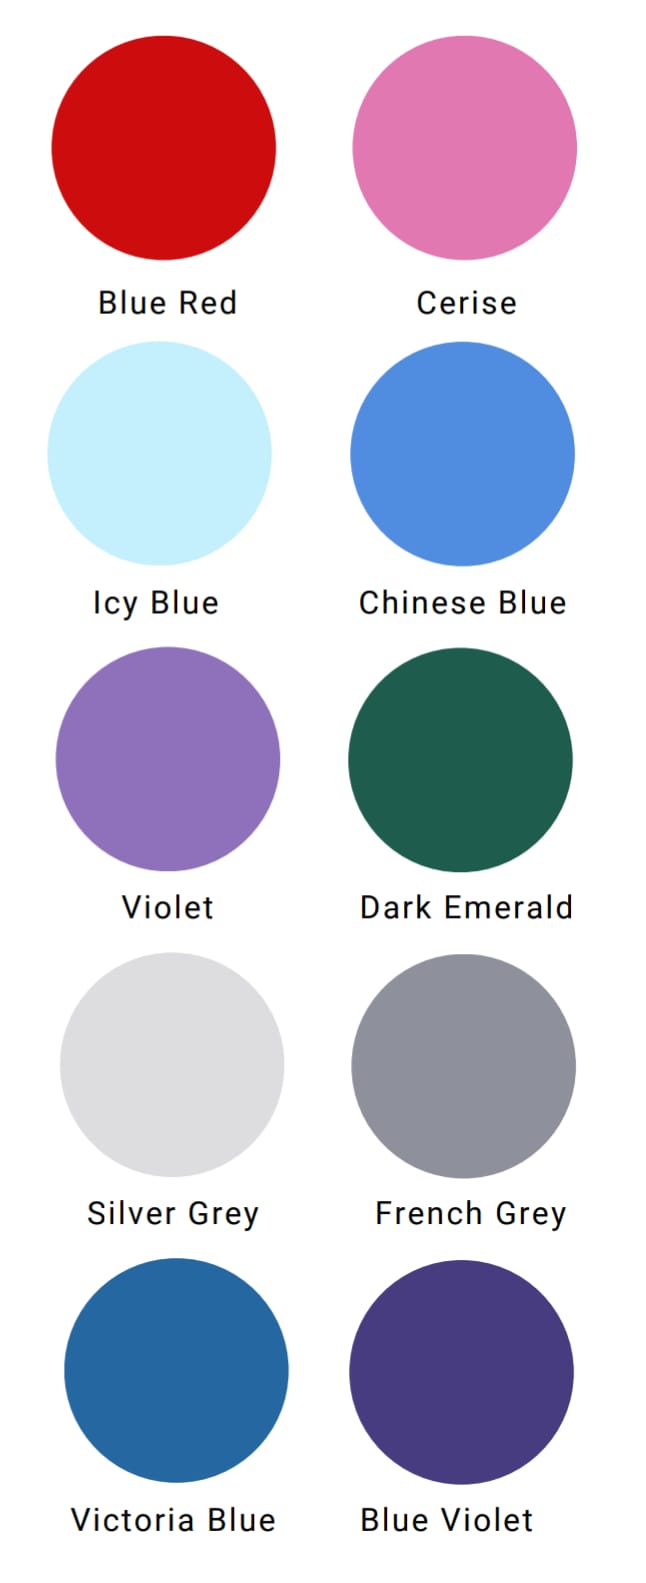 Blue Red
Cerise
Icy Blue
Chinese Blue
Violet
Dark Emerald
Silver Grey
French Grey
Victoria Blue
Blue Violet